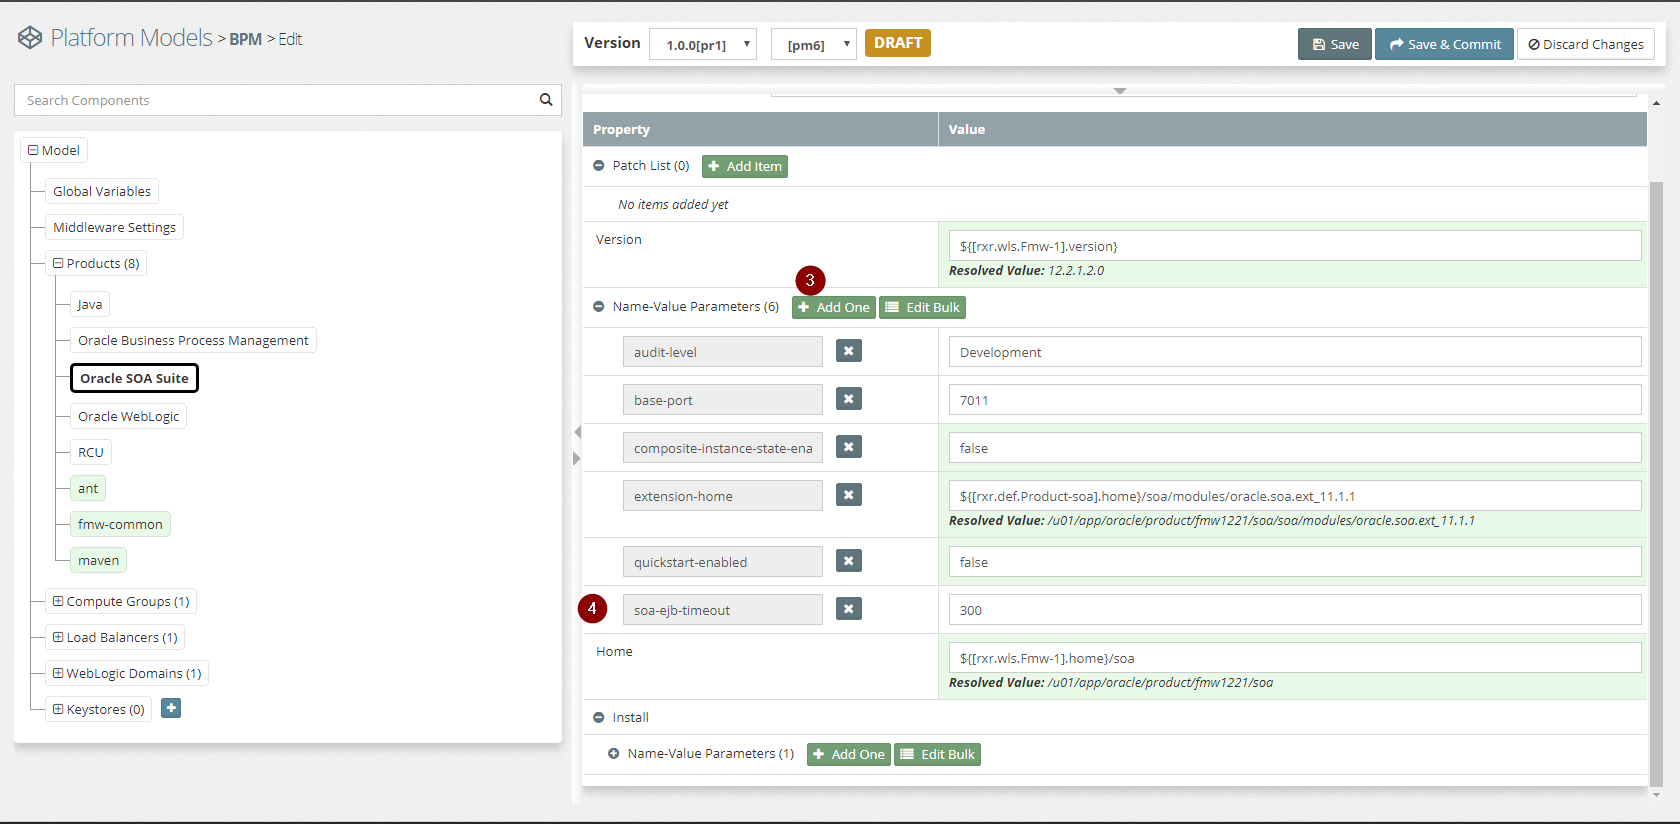 Platform Models > BPM > Edit
Version 1.0.0[pr1] [pm6] DRAFT
Save Save & Commit Discard Changes
Search Components
Model
Global Variables
Middleware Settings
Products (8)
Java
Oracle Business Process Management
Oracle SOA Suite
Oracle WebLogic
RCU
ant
fmw-common
maven
Compute Groups (1)
Load Balancers (1)
WebLogic Domains (1)
Keystores (0)
Property Value
Patch List (0) Add Item
No items added yet
Version ${[rxr.wls.Fmw-1].version}
Resolved Value: 12.2.1.2.0
3
Name-Value Parameters (6) Add One Edit Bulk
audit-level Development
base-port 7011
composite-instance-state-ena false
extension-home ${[rxr.def.Product-soa].home}/soa/modules/oracle.soa.ext_11.1.1
Resolved Value: /u01/app/oracle/product/fmw1221/soa/soa/modules/oracle.soa.ext_11.1.1
quickstart-enabled false
4 soa-ejb-timeout 300
Home ${[rxr.wls.Fmw-1].home}/soa
Resolved Value: /u01/app/oracle/product/fmw1221/soa
Install
Name-Value Parameters (1) Add One Edit Bulk